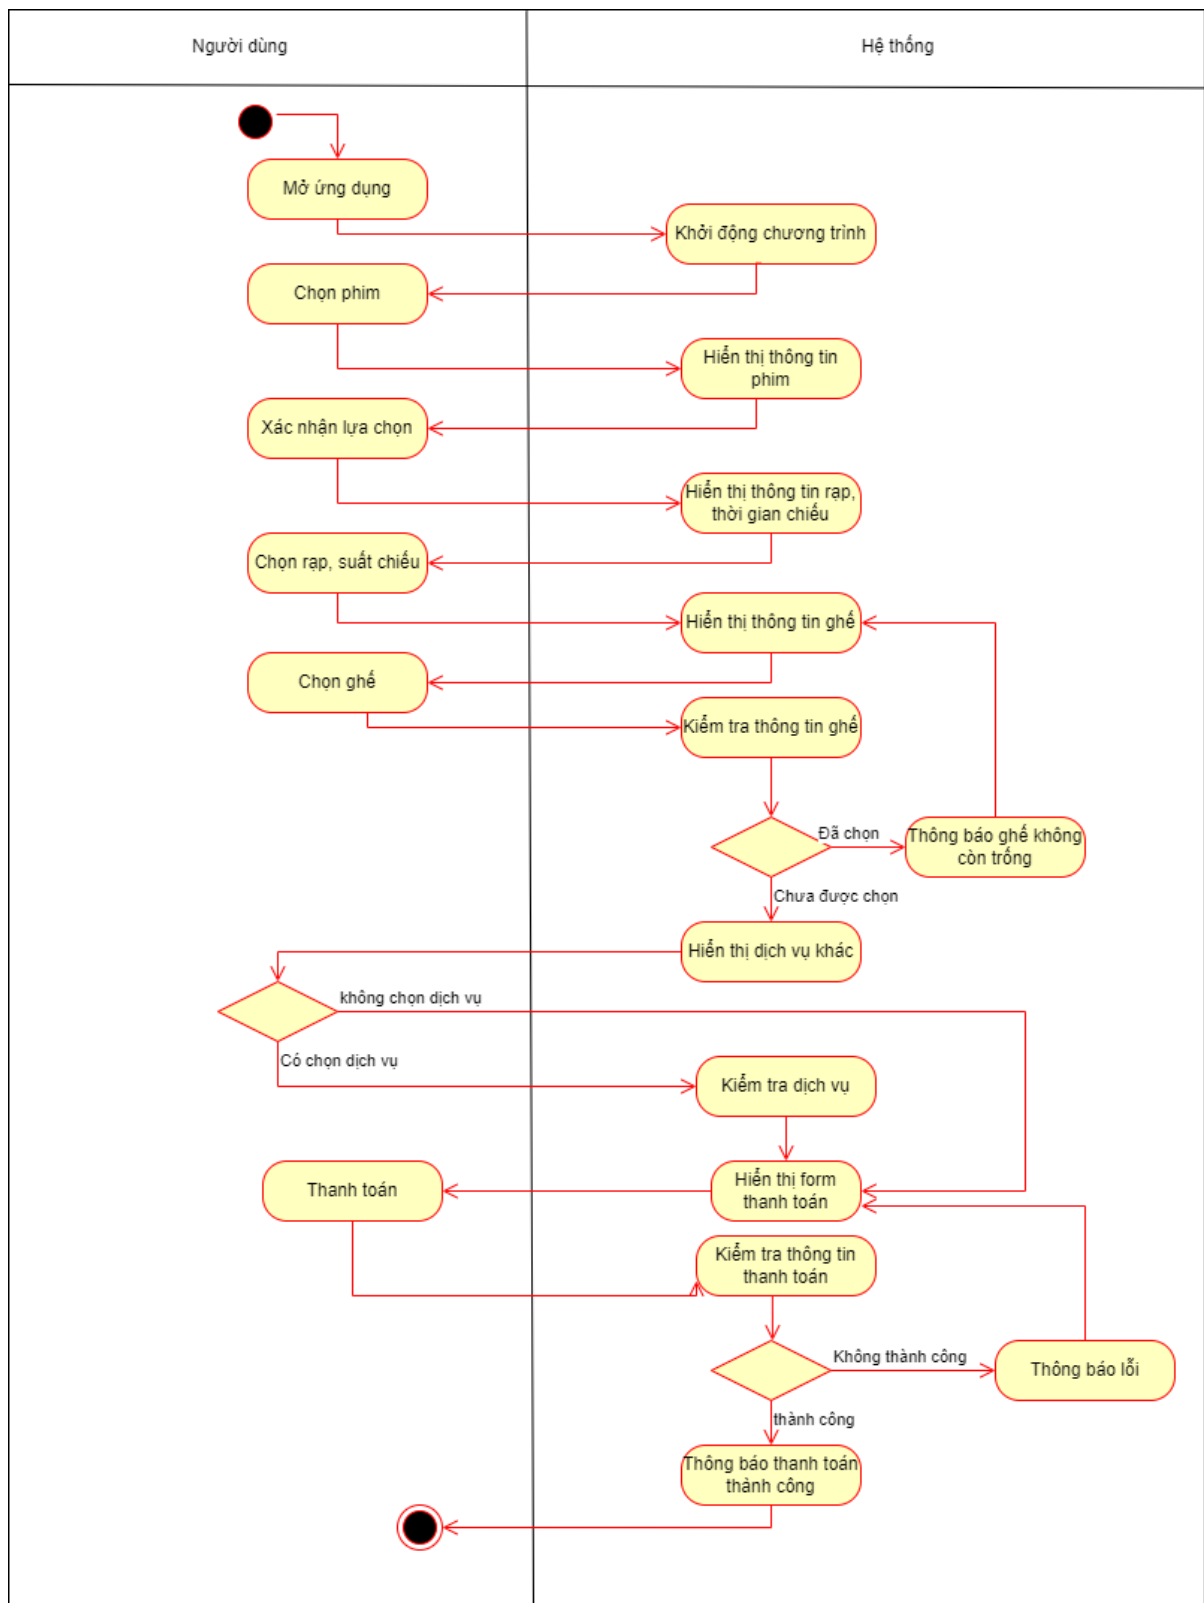 Người dùng
Hệ thống
Mở ứng dụng
Khởi động chương trình
Chọn phim
Hiển thị thông tin
phim
Xác nhận lựa chọn
Hiển thị thông tin rạp,
thời gian chiếu
Chọn rạp, suất chiếu
Hiển thị thông tin ghế
Chọn ghế
Kiểm tra thông tin ghế
Đã chọn
Thông báo ghế không
còn trống
Chưa được chọn
Hiển thị dịch vụ khác
không chọn dịch vụ
Có chọn dịch vụ
Kiểm tra dịch vụ
Thanh toán
Hiển thị form
thanh toán
Kiểm tra thông tin
thanh toán
Không thành công
Thông báo lỗi
thành công
Thông báo thanh toán
thành công